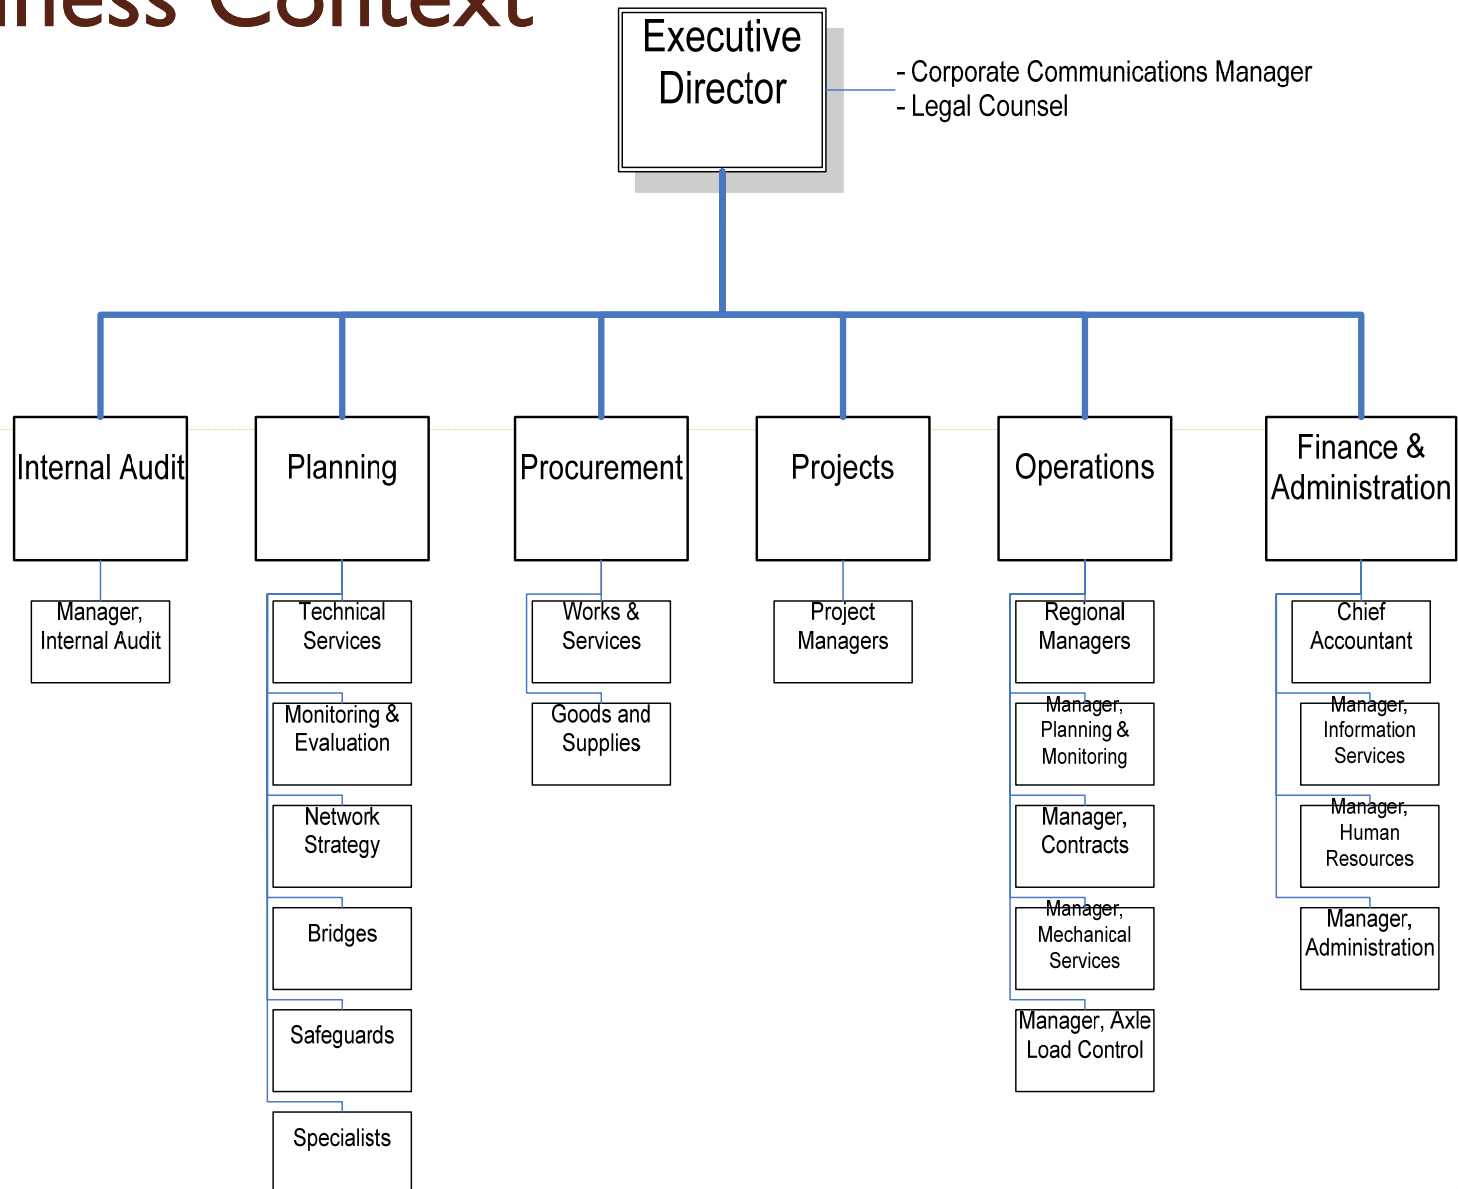 Context
Executive
Director
- Corporate Communications Manager
- Legal Counsel
Internal Audit
Planning
Procurement
Projects
Operations
Finance &
Administration
Manager,
Internal Audit
Technical
Services
Monitoring &
Evaluation
Network
Strategy
Bridges
Safeguards
Specialists
Works &
Services
Goods and
Supplies
Project
Managers
Regional
Managers
Manager,
Planning &
Monitoring
Manager,
Contracts
Manager,
Mechanical
Services
Manager, Axle
Load Control
Chief
Accountant
Manager,
Information
Services
Manager,
Human
Resources
Manager,
Administration